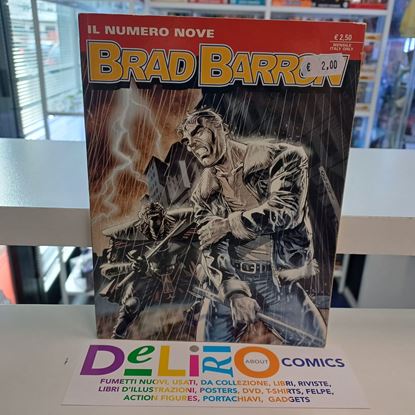 IL NUMERO NOVE
€ 2,50
MENSILE
ITALY ONLY
BRAD BARRON
€ 2,00
DeLiRiO ABOUT COMICS
FUMETTI NUOVI, USATI, DA COLLEZIONE, LIBRI, RIVISTE,
LIBRI D'ILLUSTRAZIONI, POSTERS, DVD, T-SHIRTS, FELPE,
ACTION FIGURES, PORTACHIAVI, GADGETS